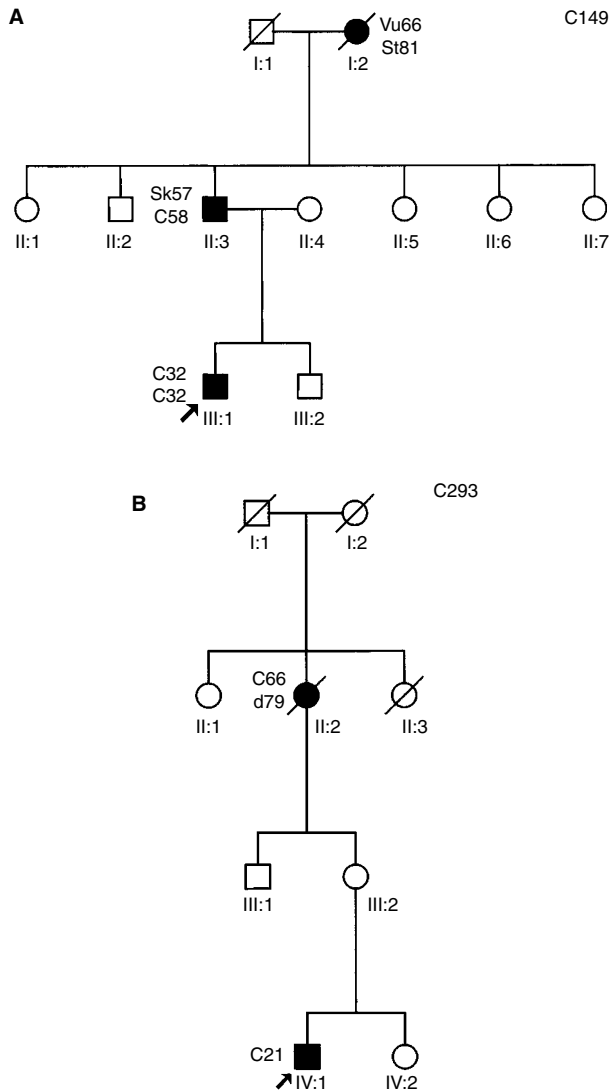 A
C149
Vu66
St81
I:1
I:2
Sk57
C58
II:1
II:2
II:3
II:4
II:5
II:6
II:7
C32
C32
III:1
III:2
B
C293
I:1
I:2
C66
d79
II:1
II:2
II:3
III:1
III:2
C21
IV:1
IV:2